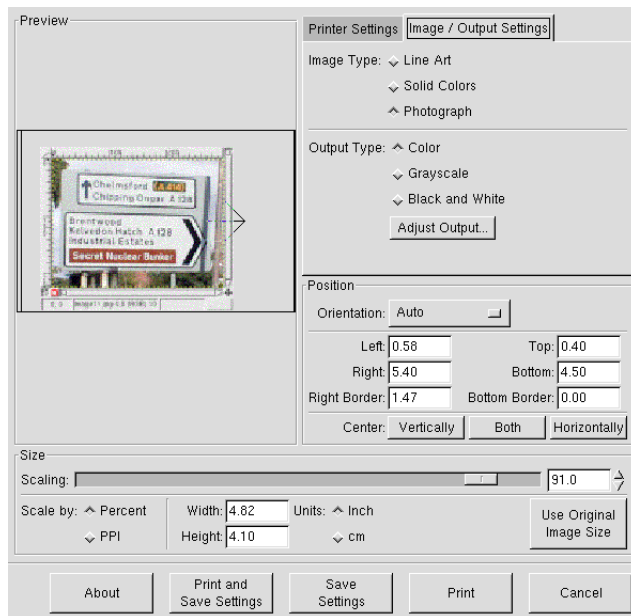 Preview
Printer Settings
Image / Output Settings
Image Type:
Line Art
Solid Colors
Photograph
Output Type:
Color
Grayscale
Black and White
Adjust Output...
Chelmsford A 414
Chipping Ongar A 128
Brentwood
Kelvedon Hatch A 128
Industrial Estates
Secret Nuclear Bunker
Position
Orientation: Auto
Left: 0.58
Top: 0.40
Right: 5.40
Bottom: 4.50
Right Border: 1.47
Bottom Border: 0.00
Center: Vertically Both Horizontally
Size
Scaling: 91.0
Scale by: Percent
PPI
Width: 4.82
Height: 4.10
Units: Inch
cm
Use Original
Image Size
About
Print and
Save Settings
Save
Settings
Print
Cancel